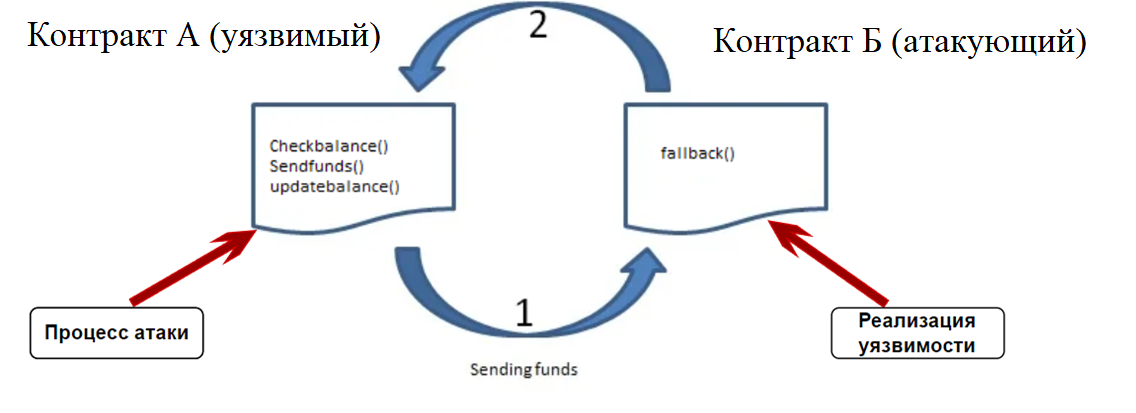 Контракт А (уязвимый)
2
Контракт Б (атакующий)
Checkbalance()
Sendfunds()
updatebalance()
fallback()
1
Процесс атаки
Реализация
уязвимости
Sending funds